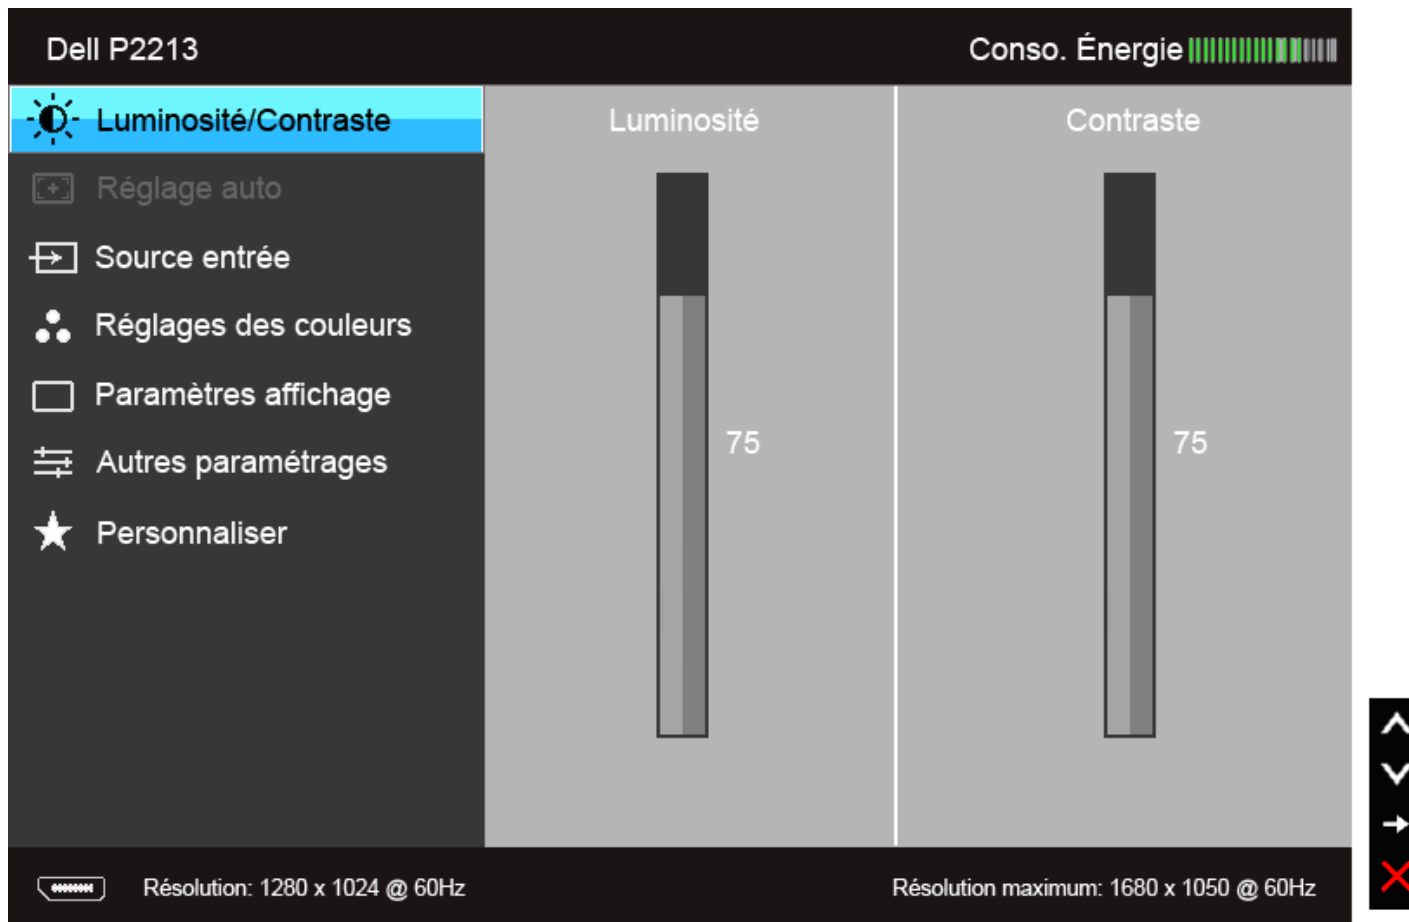 Dell P2213
Conso. Énergie
Luminosité/Contraste
Luminosité
Contraste
Réglage auto
Source entrée
Réglages des couleurs
Paramètres affichage
Autres paramétrages
Personnaliser
75
75
Résolution: 1280 x 1024 @ 60Hz
Résolution maximum: 1680 x 1050 @ 60Hz